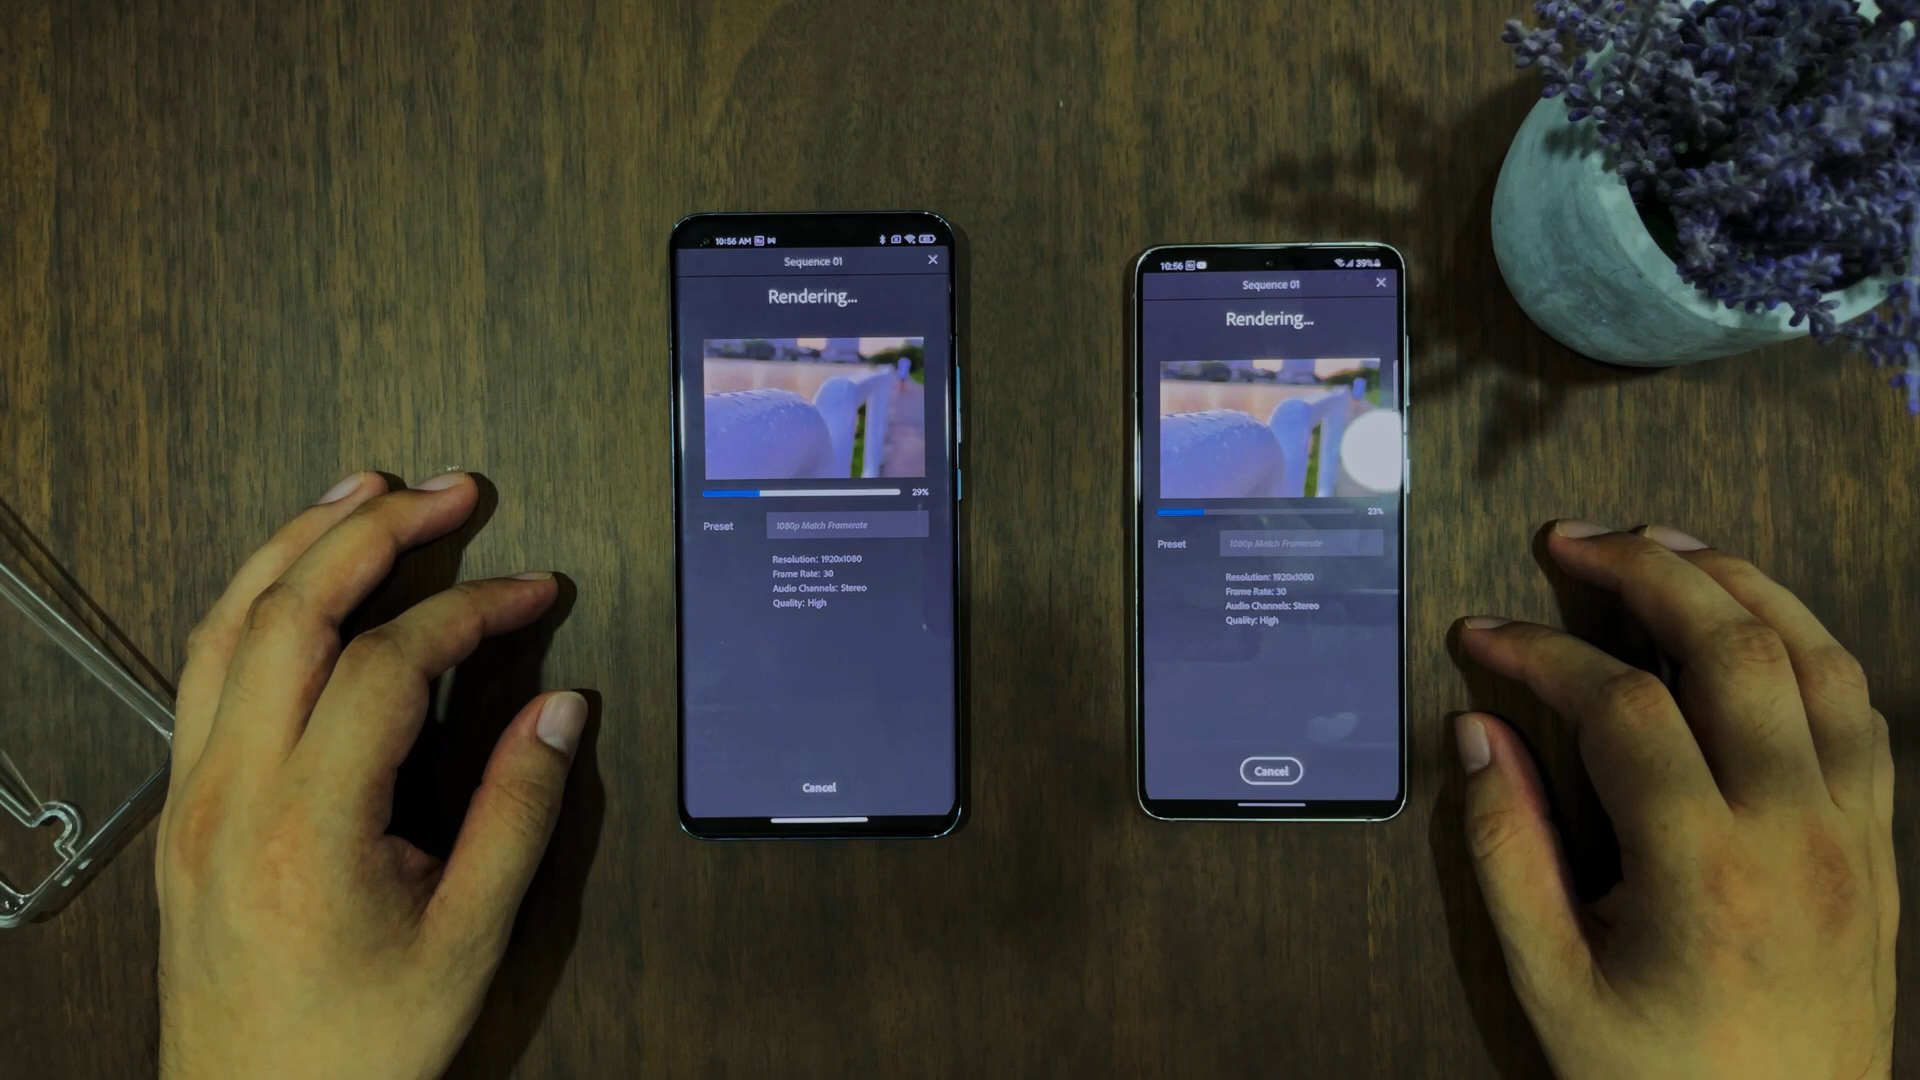 10:56 AM
Sequence 01
Rendering...
29%
Preset
1080p Match Framerate
Resolution: 1920x1080
Frame Rate: 30
Audio Channels: Stereo
Quality: High
Cancel
10:56
39%
Sequence 01
Rendering...
23%
Preset
1080p Match Framerate
Resolution: 1920x1080
Frame Rate: 30
Audio Channels: Stereo
Quality: High
Cancel